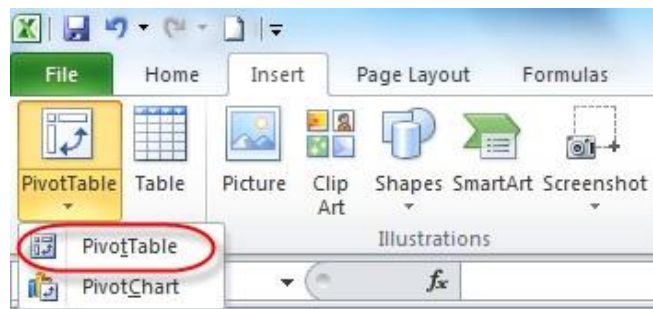 File Home Insert Page Layout Formulas
PivotTable Table Picture Clip Art Shapes SmartArt Screenshot
Illustrations
PivotTable
PivotChart fx